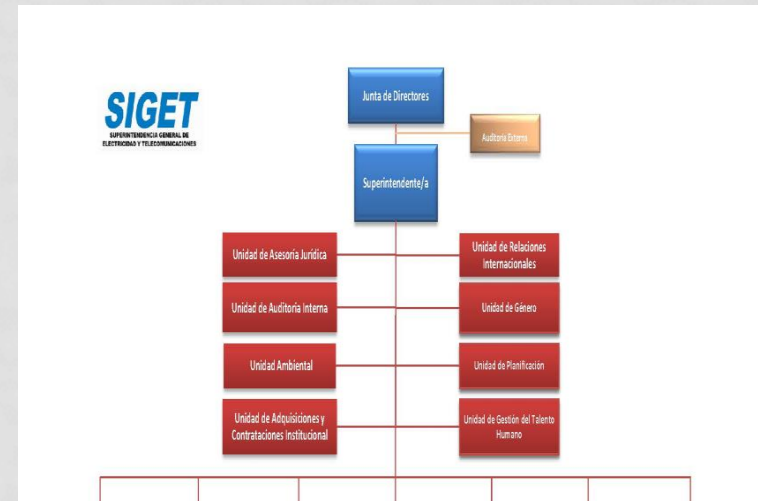 Junta de Directores
SIGET
SUPERINTENDENCIA GENERAL DE
ELECTRICIDAD Y TELECOMUNICACIONES
Auditoria Externa
Superintendente/a
Unidad de Asesoría Jurídica
Unidad de Relaciones
Internacionales
Unidad de Auditoría Interna
Unidad de Género
Unidad Ambiental
Unidad de Planificación
Unidad de Adquisiciones y
Contrataciones Institucional
Unidad de Gestión del Talento
Humano